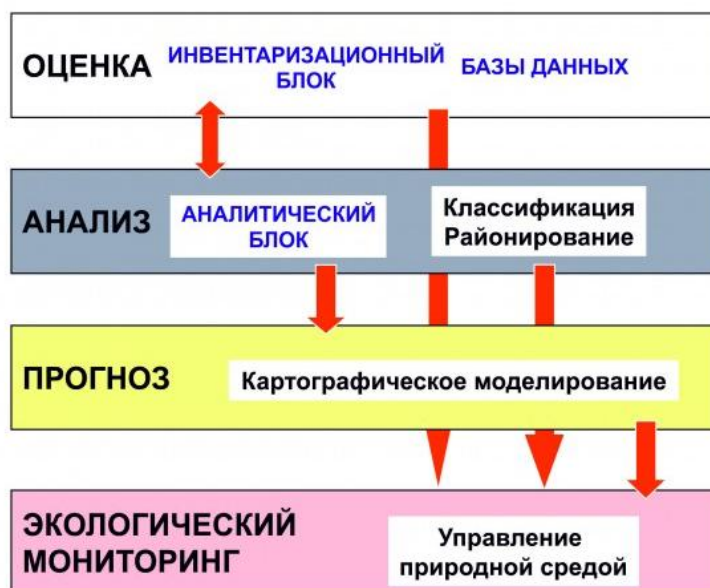 ОЦЕНКА
ИНВЕНТАРИЗАЦИОННЫЙ
БЛОК
БАЗЫ ДАННЫХ
АНАЛИЗ
АНАЛИТИЧЕСКИЙ
БЛОК
Классификация
Районирование
ПРОГНОЗ
Картографическое моделирование
ЭКОЛОГИЧЕСКИЙ
МОНИТОРИНГ
Управление
природной средой